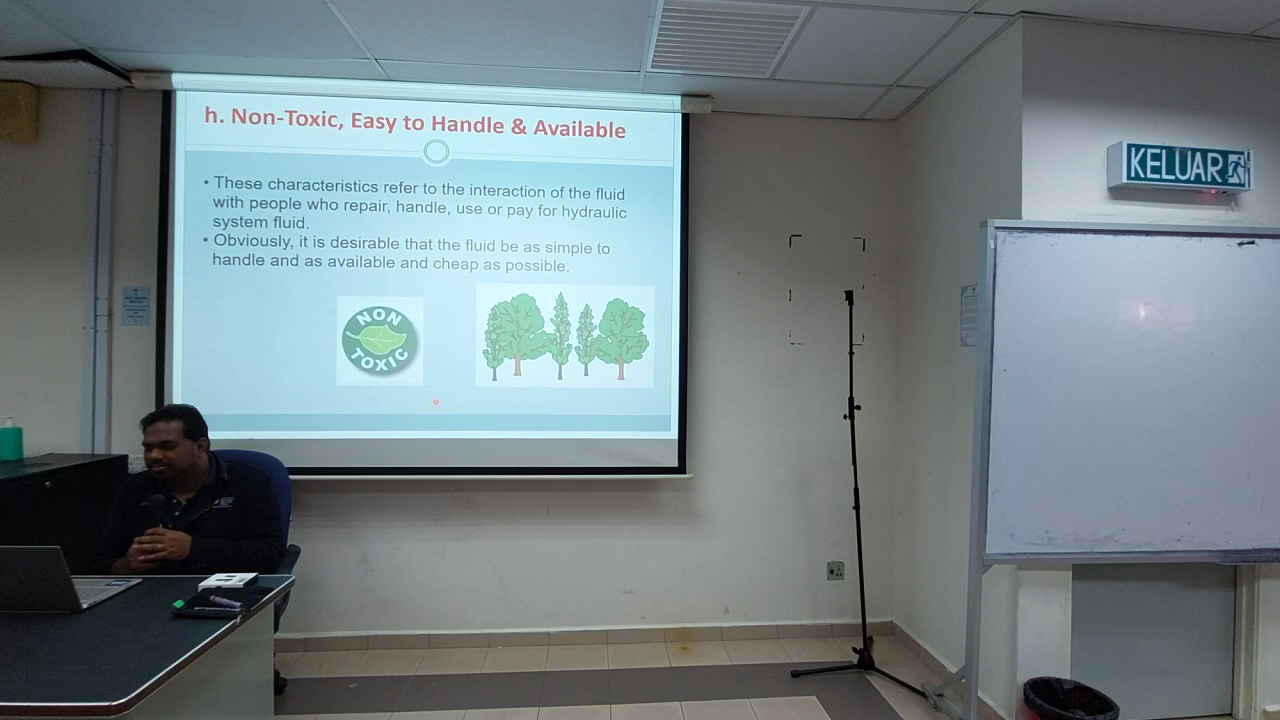 h. Non-Toxic, Easy to Handle & Available
• These characteristics refer to the interaction of the fluid
with people who repair, handle, use or pay for hydraulic
system fluid.
• Obviously, it is desirable that the fluid be as simple to
handle and as available and cheap as possible.
NON
TOXIC
KELUAR